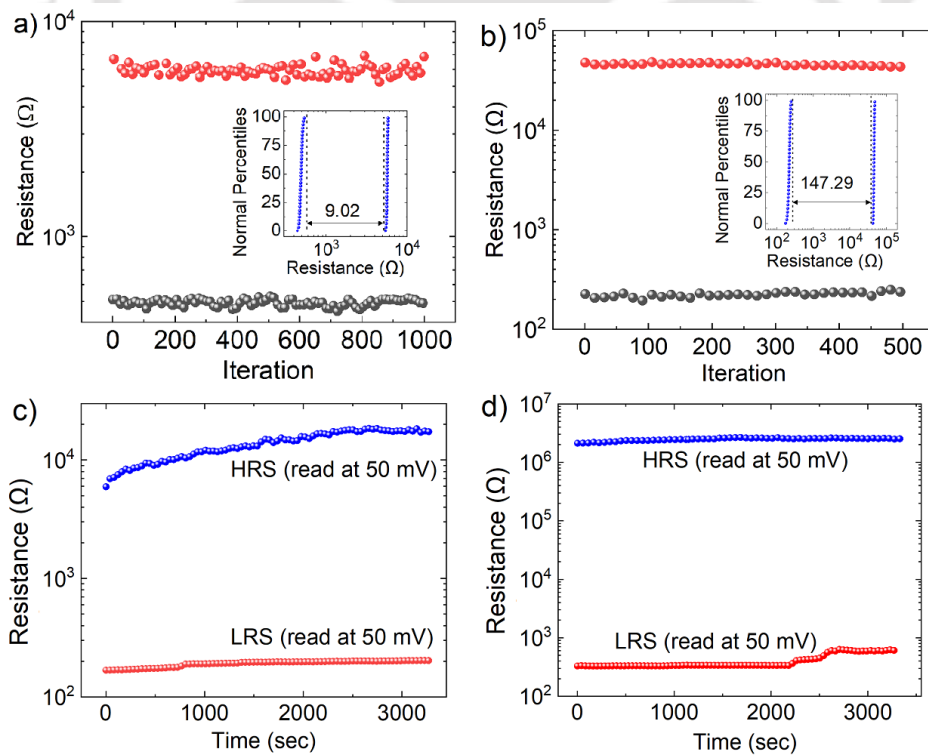 a)
10⁴
10³
Resistance (Ω)
0 200 400 600 800 1000
Iteration
100
75
50
25
0
Normal Percentiles
9.02
10³ 10⁴
Resistance (Ω)
b)
10⁵
10⁴
10³
10²
Resistance (Ω)
0 100 200 300 400 500
Iteration
100
75
50
25
0
Normal Percentiles
147.29
10² 10³ 10⁴ 10⁵
Resistance (Ω)
c)
10⁴
10³
10²
Resistance (Ω)
HRS (read at 50 mV)
LRS (read at 50 mV)
0 1000 2000 3000
Time (sec)
d)
10⁷
10⁶
10⁵
10⁴
10³
10²
Resistance (Ω)
HRS (read at 50 mV)
LRS (read at 50 mV)
0 1000 2000 3000
Time (sec)